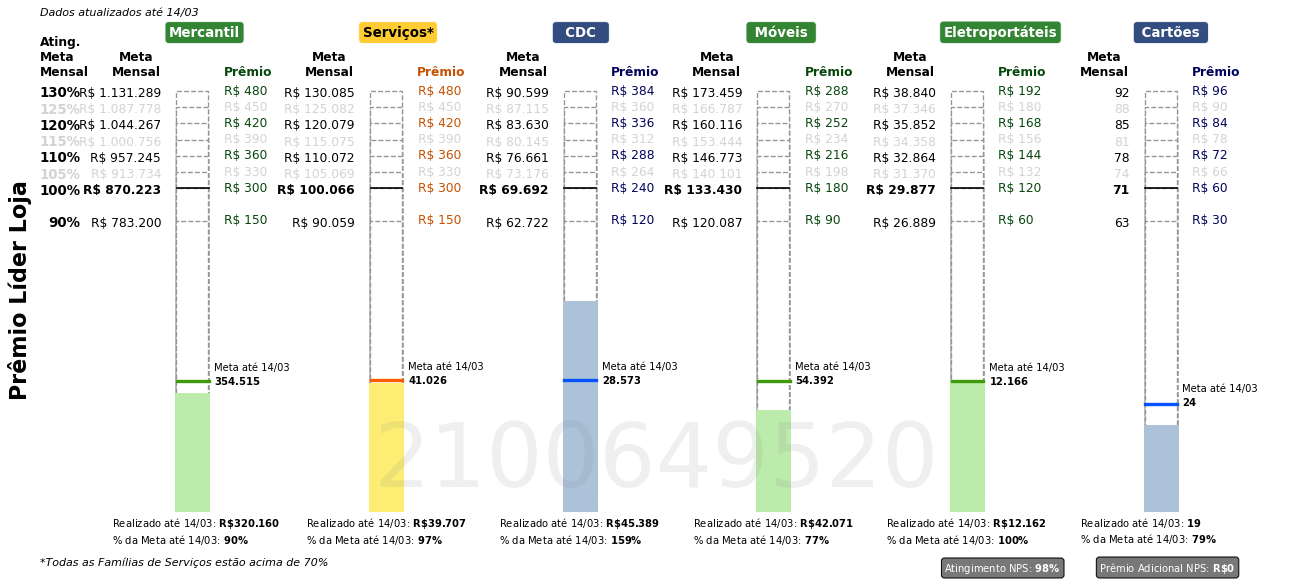 Dados atualizados até 14/03
Mercantil Serviços* CDC Móveis Eletroportáteis Cartões
Ating. Meta Mensal
Meta Mensal Prêmio Meta Mensal Prêmio Meta Mensal Prêmio Meta Mensal Prêmio Meta Mensal Prêmio Meta Mensal Prêmio
130% R$ 1.131.289 R$ 480 R$ 130.085 R$ 480 R$ 90.599 R$ 384 R$ 173.459 R$ 288 R$ 38.840 R$ 192 92 R$ 96
125% R$ 1.087.778 R$ 450 R$ 125.082 R$ 450 R$ 87.115 R$ 360 R$ 166.787 R$ 270 R$ 37.346 R$ 180 88 R$ 90
120% R$ 1.044.267 R$ 420 R$ 120.079 R$ 420 R$ 83.630 R$ 336 R$ 160.116 R$ 252 R$ 35.852 R$ 168 85 R$ 84
115% R$ 1.000.756 R$ 390 R$ 115.075 R$ 390 R$ 80.145 R$ 312 R$ 153.444 R$ 234 R$ 34.358 R$ 156 81 R$ 78
110% R$ 957.245 R$ 360 R$ 110.072 R$ 360 R$ 76.661 R$ 288 R$ 146.773 R$ 216 R$ 32.864 R$ 144 78 R$ 72
105% R$ 913.734 R$ 330 R$ 105.069 R$ 330 R$ 73.176 R$ 264 R$ 140.101 R$ 198 R$ 31.370 R$ 132 74 R$ 66
100% R$ 870.223 R$ 300 R$ 100.066 R$ 300 R$ 69.692 R$ 240 R$ 133.430 R$ 180 R$ 29.877 R$ 120 71 R$ 60
90% R$ 783.200 R$ 150 R$ 90.059 R$ 150 R$ 62.722 R$ 120 R$ 120.087 R$ 90 R$ 26.889 R$ 60 63 R$ 30
Prêmio Líder Loja
Meta até 14/03 Meta até 14/03 Meta até 14/03 Meta até 14/03 Meta até 14/03
354.515 41.026 28.573 54.392 12.166
Meta até 14/03
24
2100649520
Realizado até 14/03: R$320.160 Realizado até 14/03: R$39.707 Realizado até 14/03: R$45.389 Realizado até 14/03: R$42.071 Realizado até 14/03: R$12.162 Realizado até 14/03: 19
% da Meta até 14/03: 90% % da Meta até 14/03: 97% % da Meta até 14/03: 159% % da Meta até 14/03: 77% % da Meta até 14/03: 100% % da Meta até 14/03: 79%
*Todas as Famílias de Serviços estão acima de 70%
Atingimento NPS: 98% Prêmio Adicional NPS: R$0